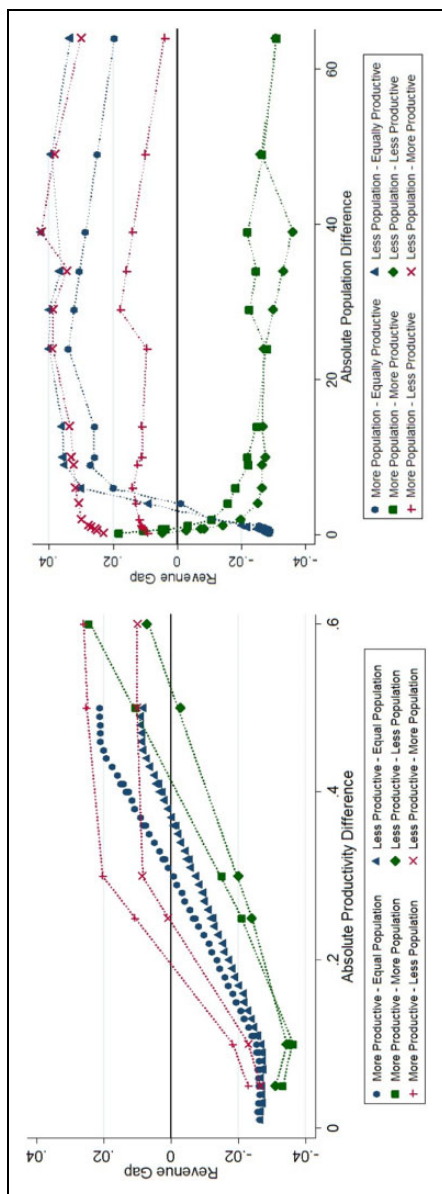 Revenue Gap
.04
.02
0
-.02
-.04
0 .2 .4 .6
Absolute Productivity Difference
More Productive - Equal Population Less Productive - Equal Population
More Productive - More Population Less Productive - Less Population
More Productive - Less Population Less Productive - More Population
Revenue Gap
.04
.02
0
-.02
-.04
0 20 40 60
Absolute Population Difference
More Population - Equally Productive Less Population - Equally Productive
More Population - More Productive Less Population - Less Productive
More Population - Less Productive Less Population - More Productive